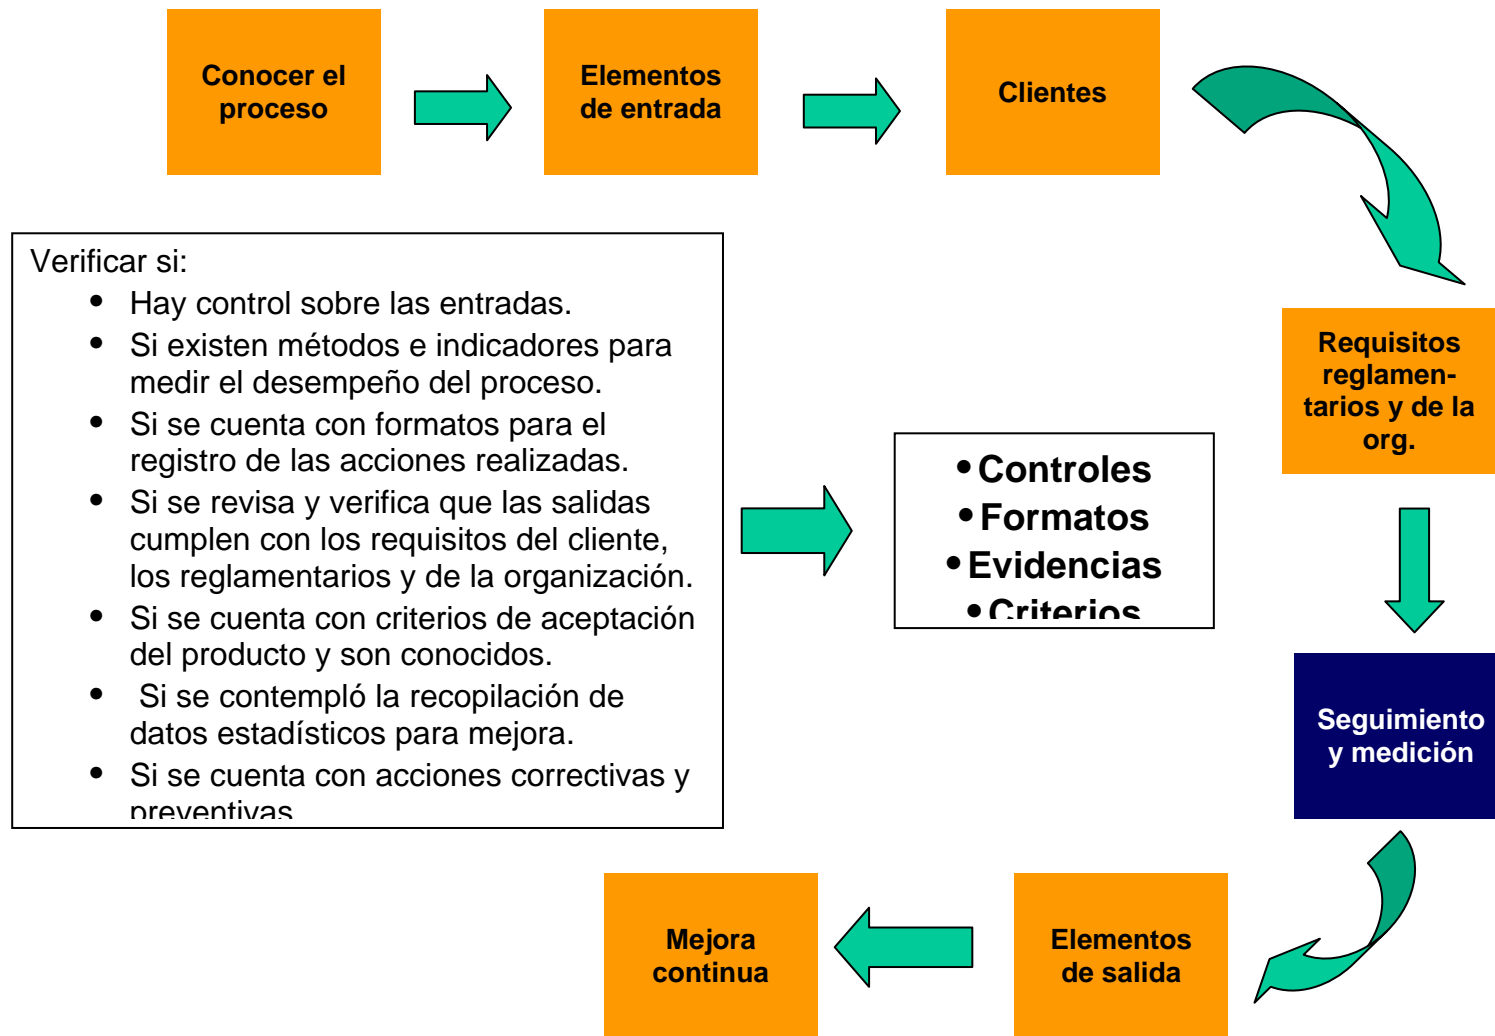 Conocer el
proceso
Elementos
de entrada
Clientes
Verificar si:
• Hay control sobre las entradas.
• Si existen métodos e indicadores para
medir el desempeño del proceso.
• Si se cuenta con formatos para el
registro de las acciones realizadas.
• Si se revisa y verifica que las salidas
cumplen con los requisitos del cliente,
los reglamentarios y de la organización.
• Si se cuenta con criterios de aceptación
del producto y son conocidos.
• Si se contempló la recopilación de
datos estadísticos para mejora.
• Si se cuenta con acciones correctivas y
preventivas
• Controles
• Formatos
• Evidencias
• Criterios
Requisitos
reglamen-
tarios y de la
org.
Seguimiento
y medición
Elementos
de salida
Mejora
continua